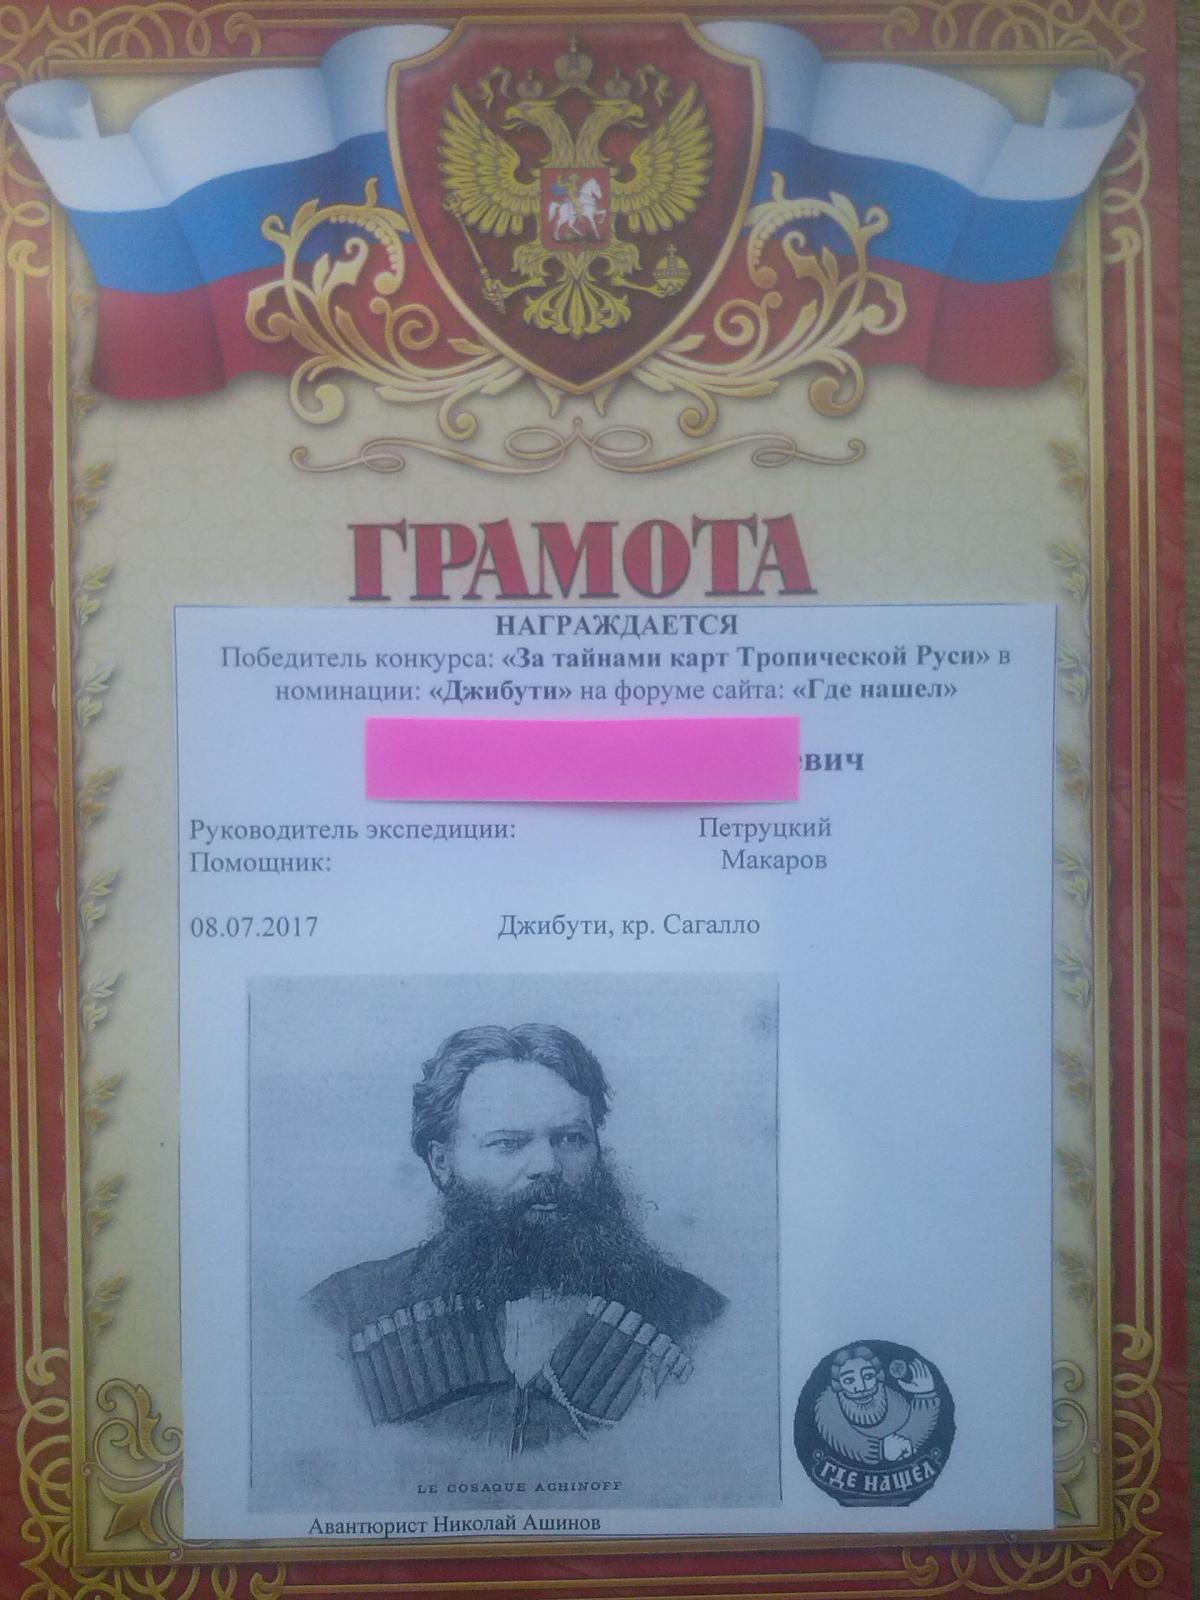 ГРАМОТА
НАГРАЖДАЕТСЯ
Победитель конкурса: «За тайнами карт Тропической Руси» в
номинации: «Джибути» на форуме сайта: «Где нашел»
евич
Руководитель экспедиции: Петруцкий
Помощник: Макаров
08.07.2017 Джибути, кр. Сагалло
LE COSAQUE ACHINOFF
ГДЕ НАШЕЛ
Авантюрист Николай Ашинов